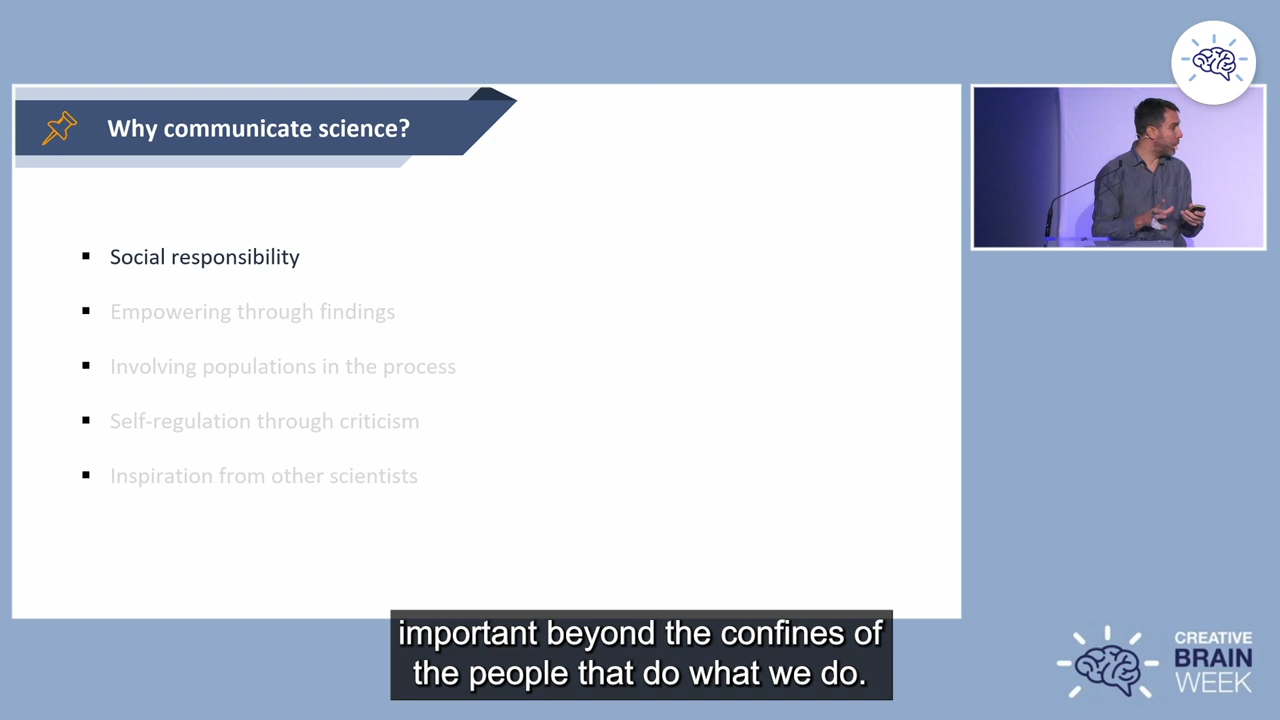 Why communicate science?
Social responsibility
Empowering through findings
Involving populations in the process
Self-regulation through criticism
Inspiration from other scientists
important beyond the confines of
the people that do what we do.
CREATIVE
BRAIN
WEEK